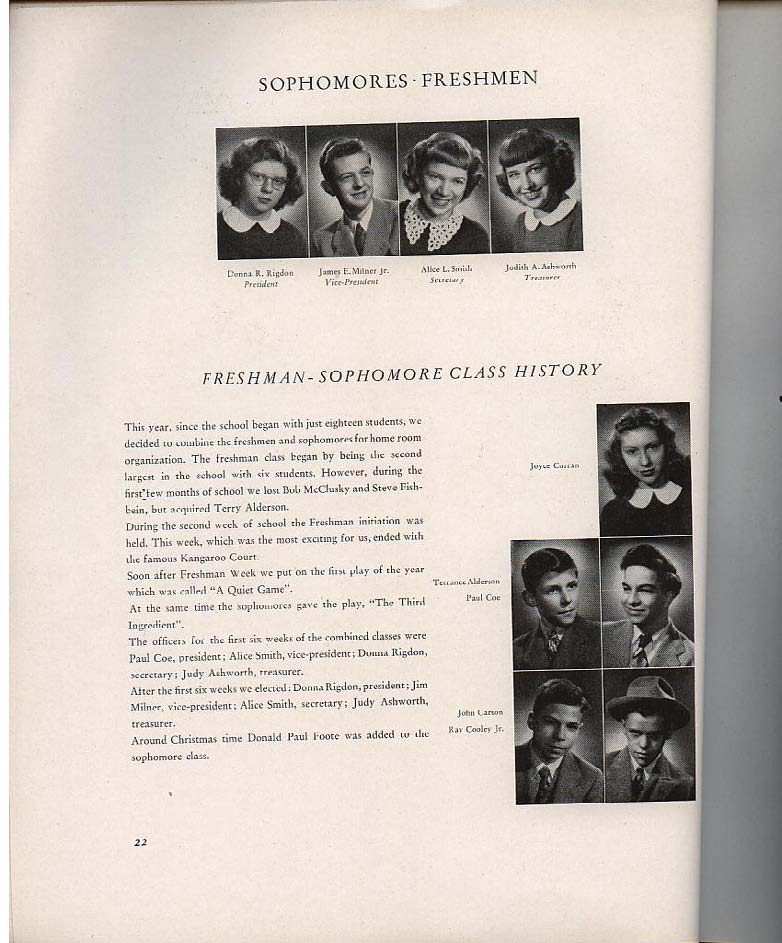 SOPHOMORES · FRESHMEN
Donna R. Rigdon
President
James E. Milner Jr.
Vice-President
Alice L. Smith
Secretary
Judith A. Ashworth
Treasurer
FRESHMAN - SOPHOMORE CLASS HISTORY
This year, since the school began with just eighteen students, we
decided to combine the freshmen and sophomores for home room
organization. The freshman class began by being the second
largest in the school with six students. However, during the
first few months of school we lost Bob McClusky and Steve Fish-
bein, but acquired Terry Alderson.
During the second week of school the Freshman initiation was
held. This week, which was the most exciting for us, ended with
the famous Kangaroo Court.
Soon after Freshman Week we put on the first play of the year
which was called "A Quiet Game".
At the same time the sophomores gave the play, "The Third
Ingredient".
The officers for the first six weeks of the combined classes were
Paul Coe, president; Alice Smith, vice-president; Donna Rigdon,
secretary; Judy Ashworth, treasurer.
After the first six weeks we elected: Donna Rigdon, president; Jim
Milner, vice-president; Alice Smith, secretary; Judy Ashworth,
treasurer.
Around Christmas time Donald Paul Foote was added to the
sophomore class.
Joyce Curran
Terrance Alderson
Paul Coe
John Carson
Ray Cooley Jr.
22